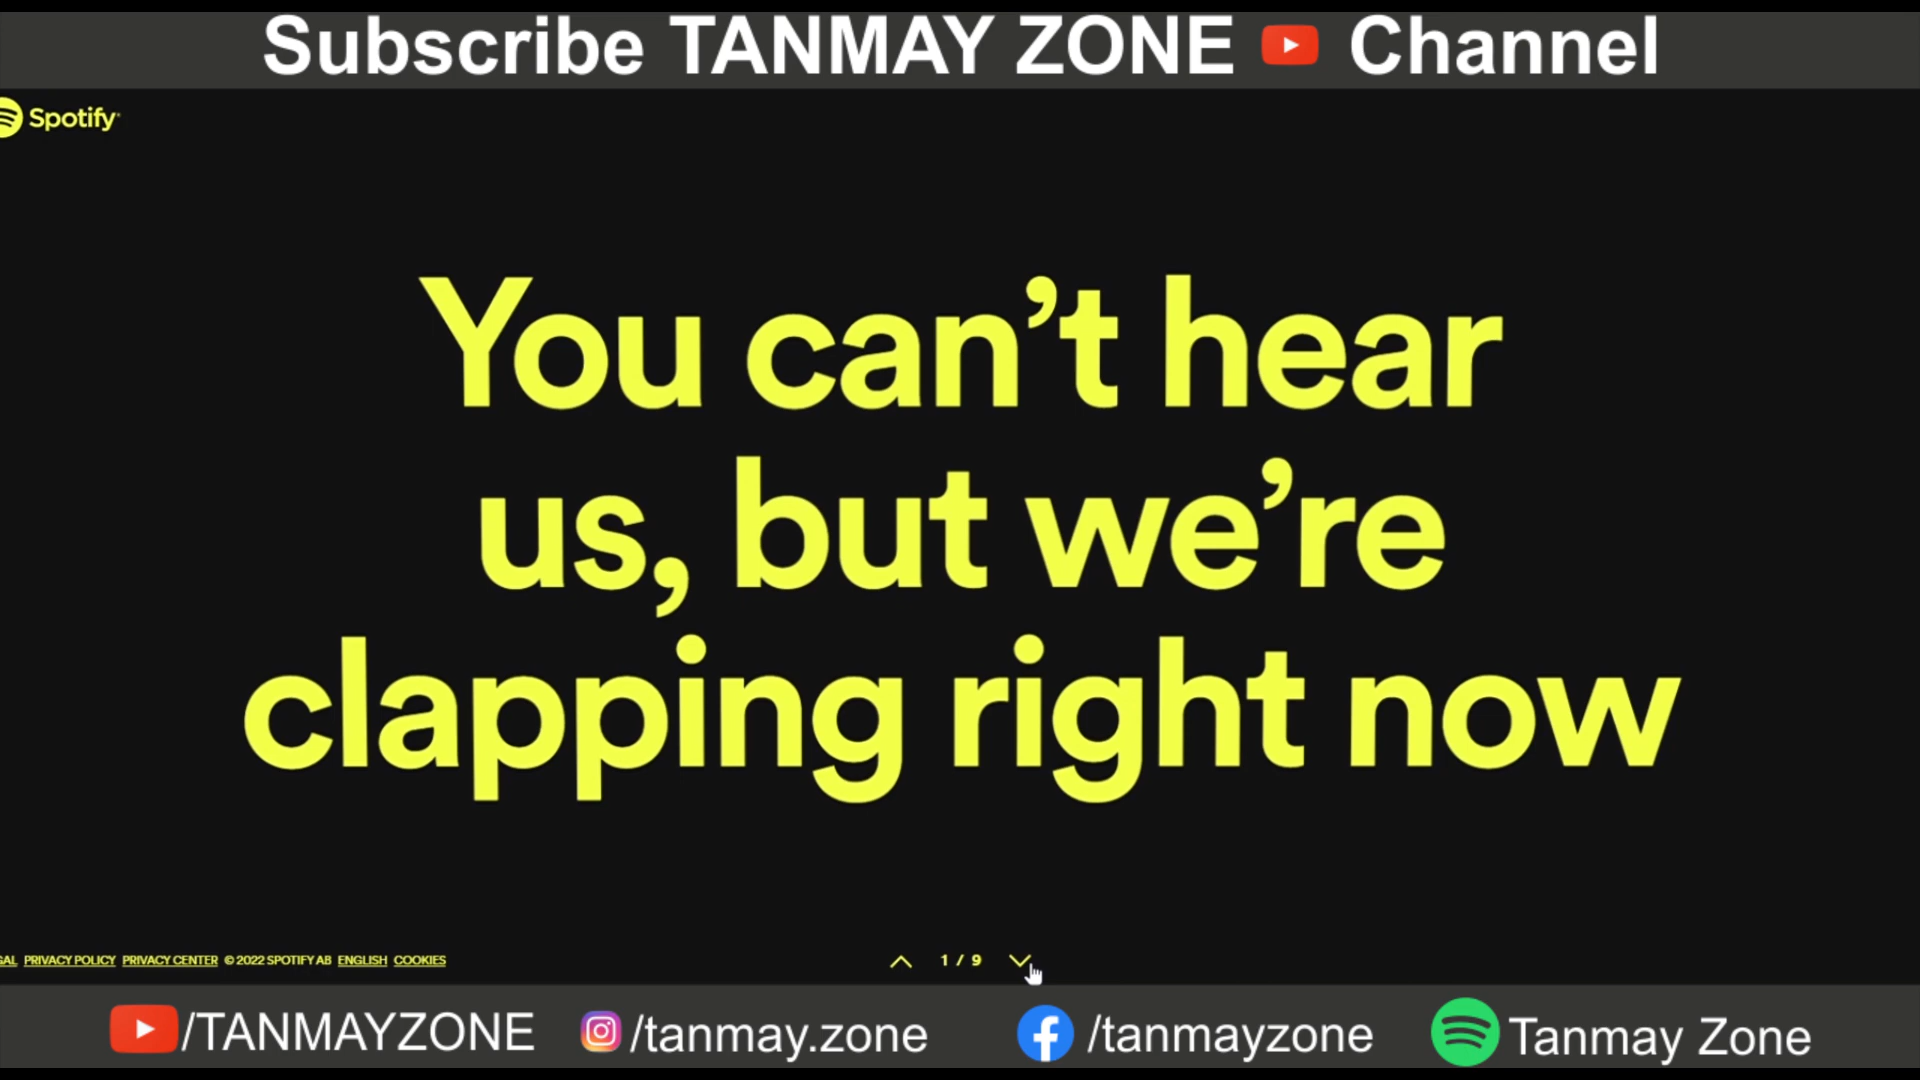 Subscribe TANMAY ZONE Channel
Spotify
You can’t hear
us, but we’re
clapping right now
PRIVACY POLICY PRIVACY CENTER © 2022 SPOTIFY AB ENGLISH COOKIES
1 / 9
/TANMAYZONE /tanmay.zone /tanmayzone Tanmay Zone